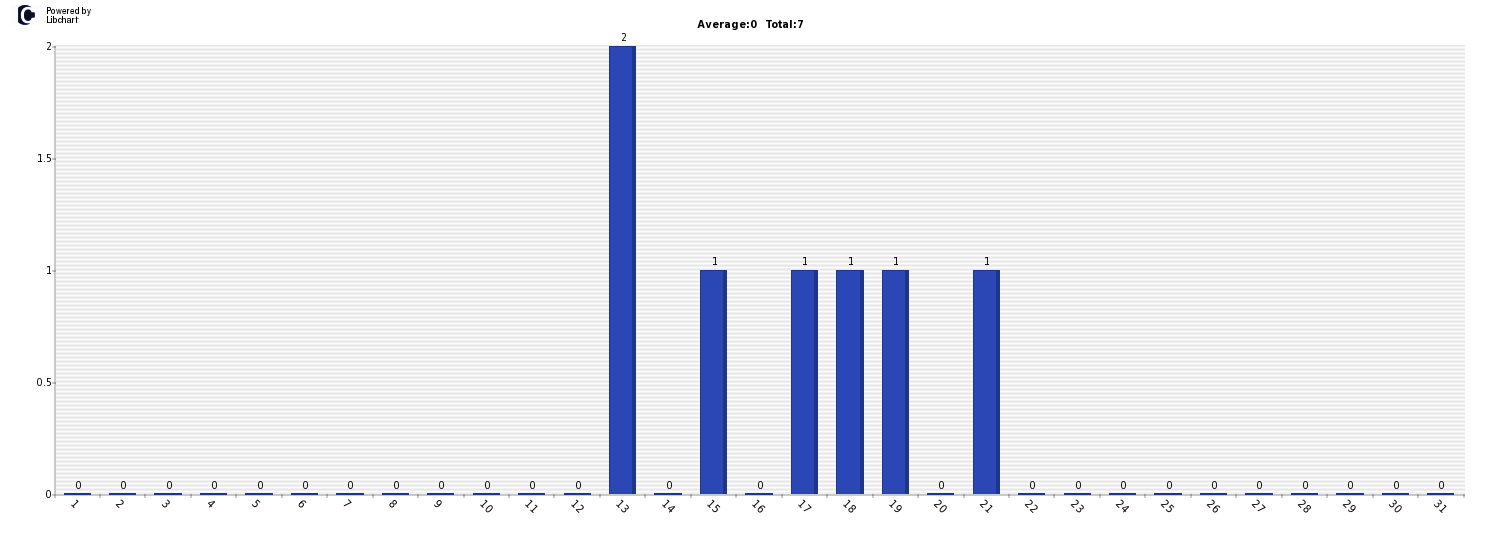 Powered by
Libchart
Average:0 Total:7
2
2
1.5
1
1 1 1 1 1
0.5
0 0 0 0 0 0 0 0 0 0 0 0 0 0 0 0 0 0 0 0 0 0 0 0 0
0
1 2 3 4 5 6 7 8 9 10 11 12 13 14 15 16 17 18 19 20 21 22 23 24 25 26 27 28 29 30 31